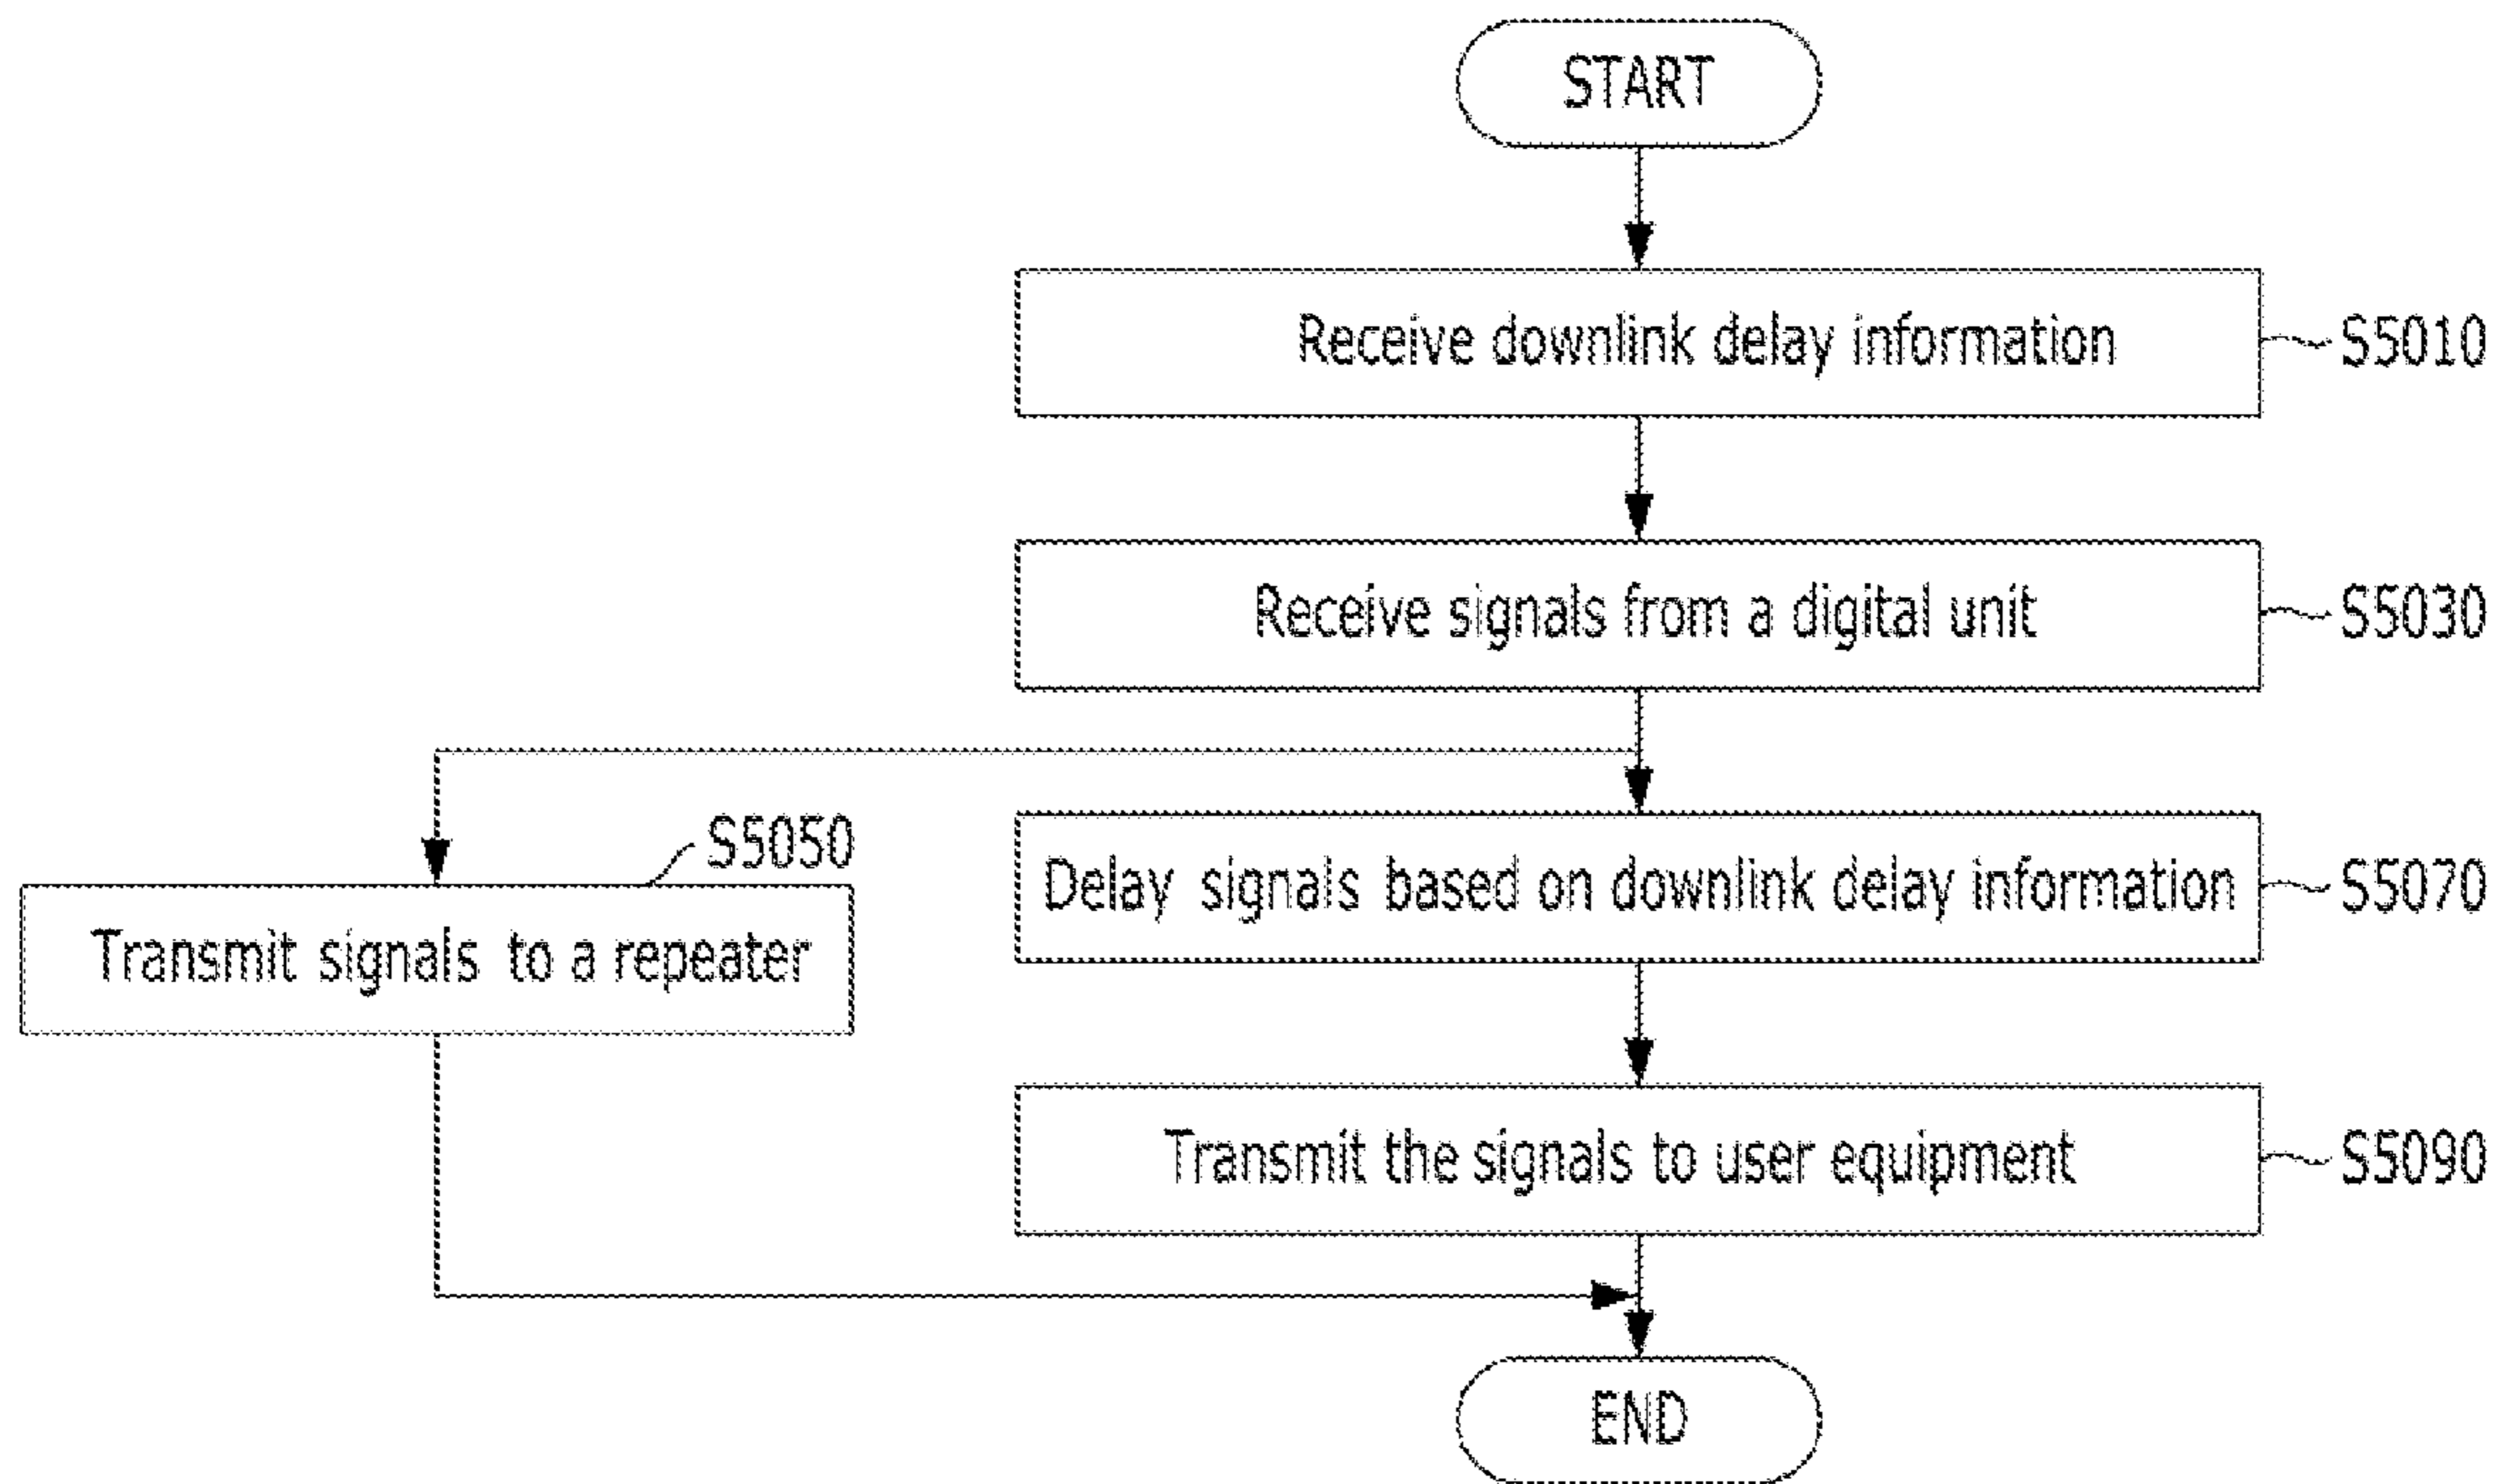 START
Receive downlink delay information
S5010
Receive signals from a digital unit
S5030
S5050
Transmit signals to a repeater
Delay signals based on downlink delay information
S5070
Transmit the signals to user equipment
S5090
END